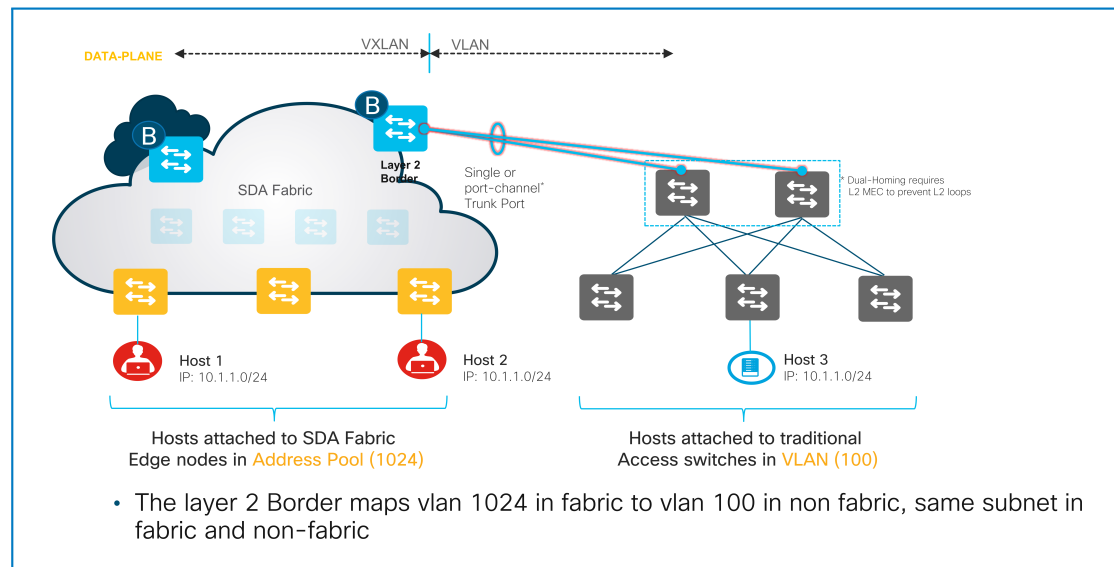 VXLAN
VLAN
DATA-PLANE
B
B
Layer 2
Border
SDA Fabric
Single or
port-channel*
Trunk Port
* Dual-Homing requires
L2 MEC to prevent L2 loops
Host 1
IP: 10.1.1.0/24
Host 2
IP: 10.1.1.0/24
Host 3
IP: 10.1.1.0/24
Hosts attached to SDA Fabric
Edge nodes in Address Pool (1024)
Hosts attached to traditional
Access switches in VLAN (100)
• The layer 2 Border maps vlan 1024 in fabric to vlan 100 in non fabric, same subnet in
fabric and non-fabric